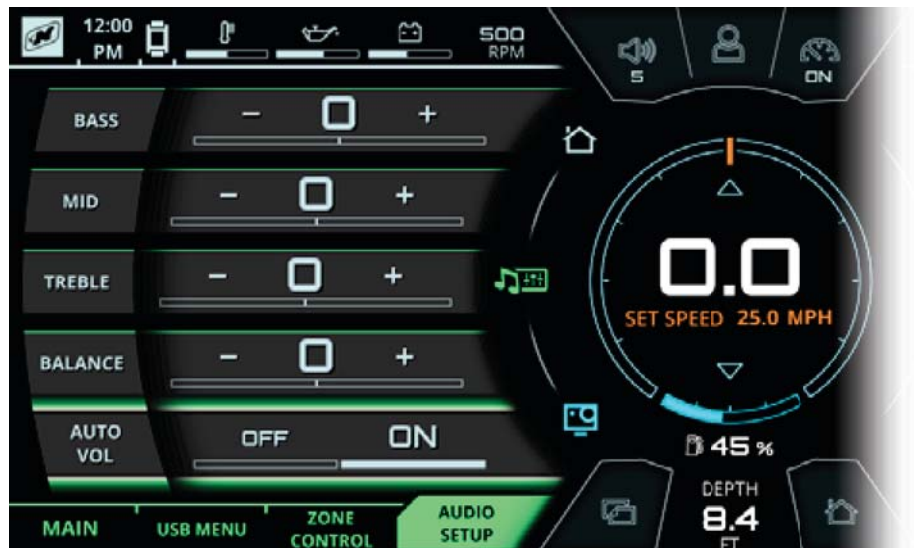 12:00
PM
500
RPM
5
ON
BASS
- 0 +
MID
- 0 +
TREBLE
- 0 +
BALANCE
- 0 +
AUTO
VOL
OFF ON
0.0
SET SPEED 25.0 MPH
45 %
DEPTH
8.4
FT
MAIN
USB MENU
ZONE
CONTROL
AUDIO
SETUP